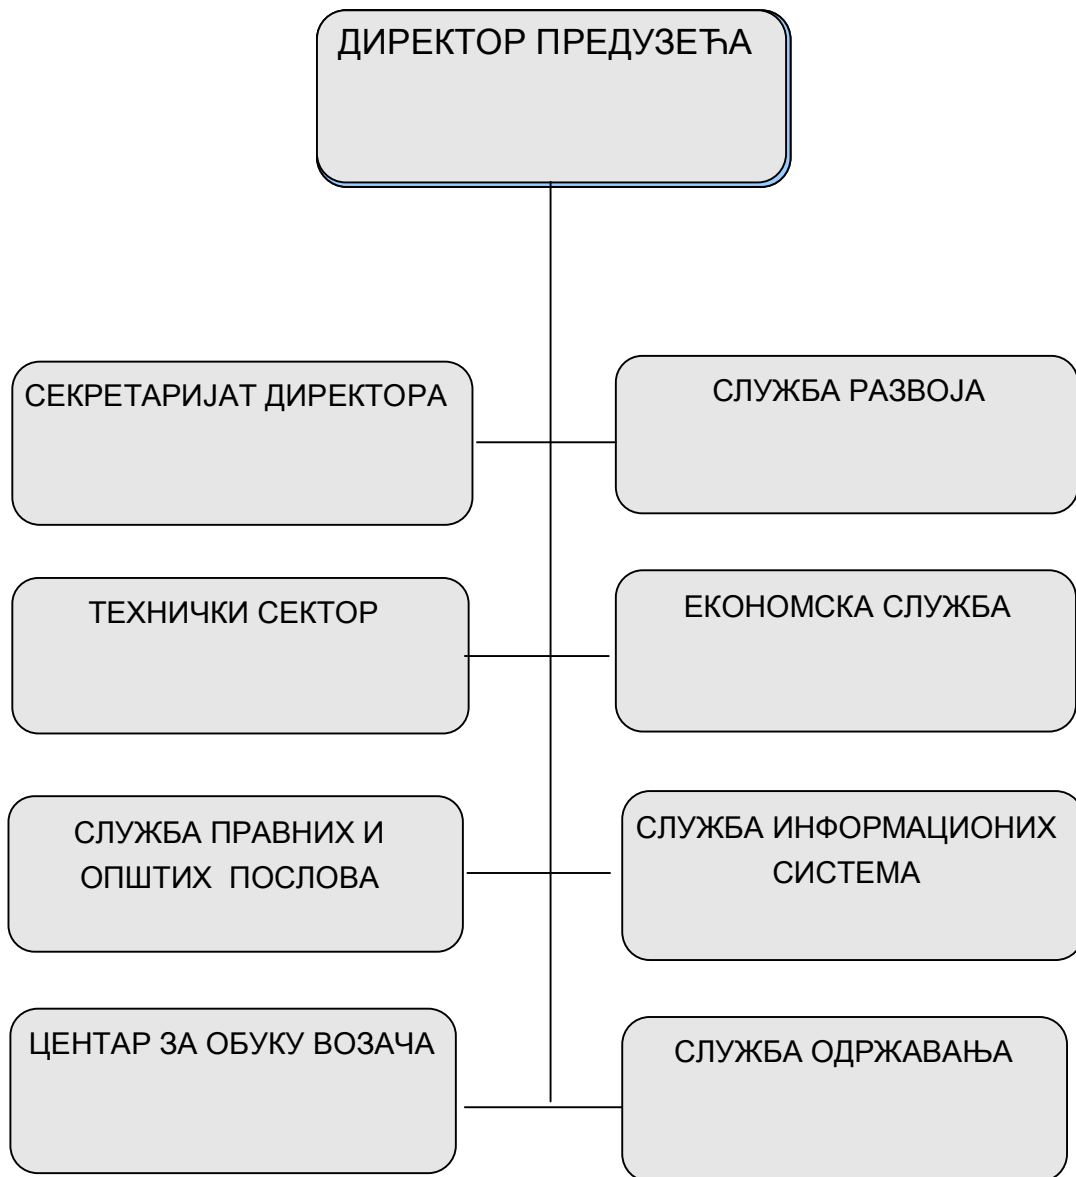 ДИРЕКТОР ПРЕДУЗЕЋА
СЕКРЕТАРИЈАТ ДИРЕКТОРА
СЛУЖБА РАЗВОЈА
ТЕХНИЧКИ СЕКТОР
ЕКОНОМСКА СЛУЖБА
СЛУЖБА ПРАВНИХ И
ОПШТИХ ПОСЛОВА
СЛУЖБА ИНФОРМАЦИОНИХ
СИСТЕМА
ЦЕНТАР ЗА ОБУКУ ВОЗАЧА
СЛУЖБА ОДРЖАВАЊА